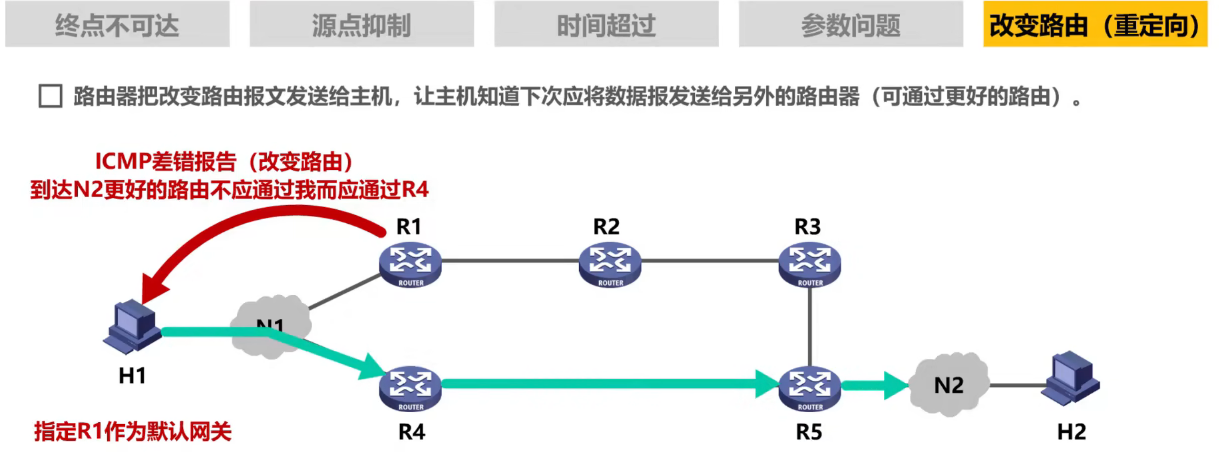 终点不可达
源点抑制
时间超过
参数问题
改变路由（重定向）
路由器把改变路由报文发送给主机，让主机知道下次应将数据报发送给另外的路由器（可通过更好的路由）。
ICMP差错报告（改变路由）
到达N2更好的路由不应通过我而应通过R4
R1
R2
R3
ROUTER
ROUTER
ROUTER
N1
H1
ROUTER
ROUTER
N2
指定R1作为默认网关
R4
R5
H2